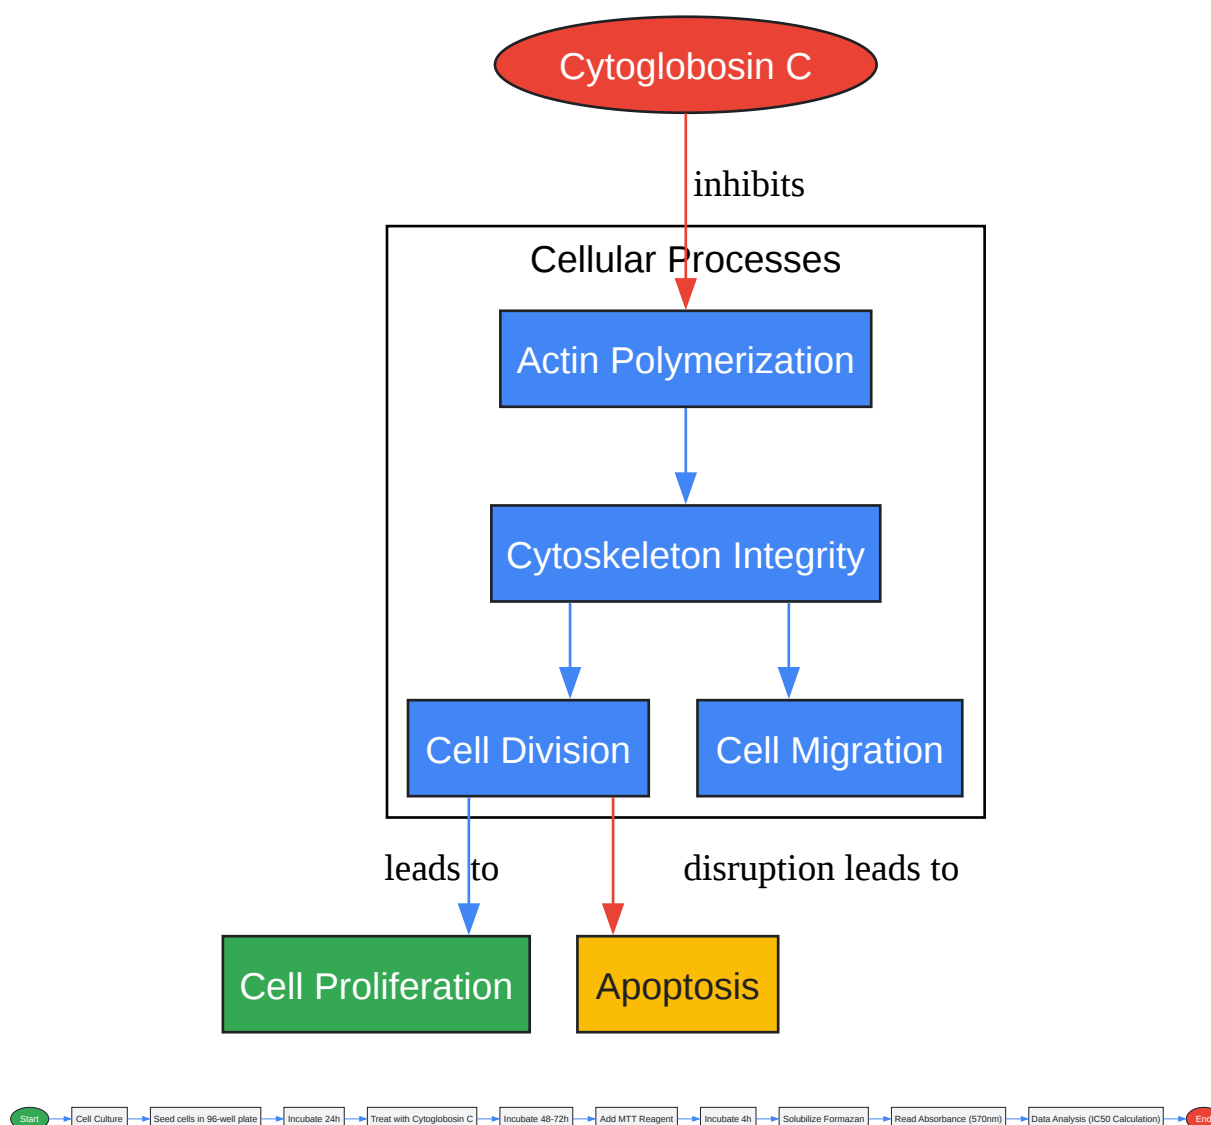 Cytoglobosin C
inhibits
Cellular Processes
Actin Polymerization
Cytoskeleton Integrity
Cell Division
Cell Migration
leads to
disruption leads to
Cell Proliferation
Apoptosis
Start
Cell Culture
Seed cells in 96-well plate
Incubate 24h
Treat with Cytoglobosin C
Incubate 48-72h
Add MTT Reagent
Incubate 4h
Solubilize Formazan
Read Absorbance (570nm)
Data Analysis (IC50 Calculation)
End